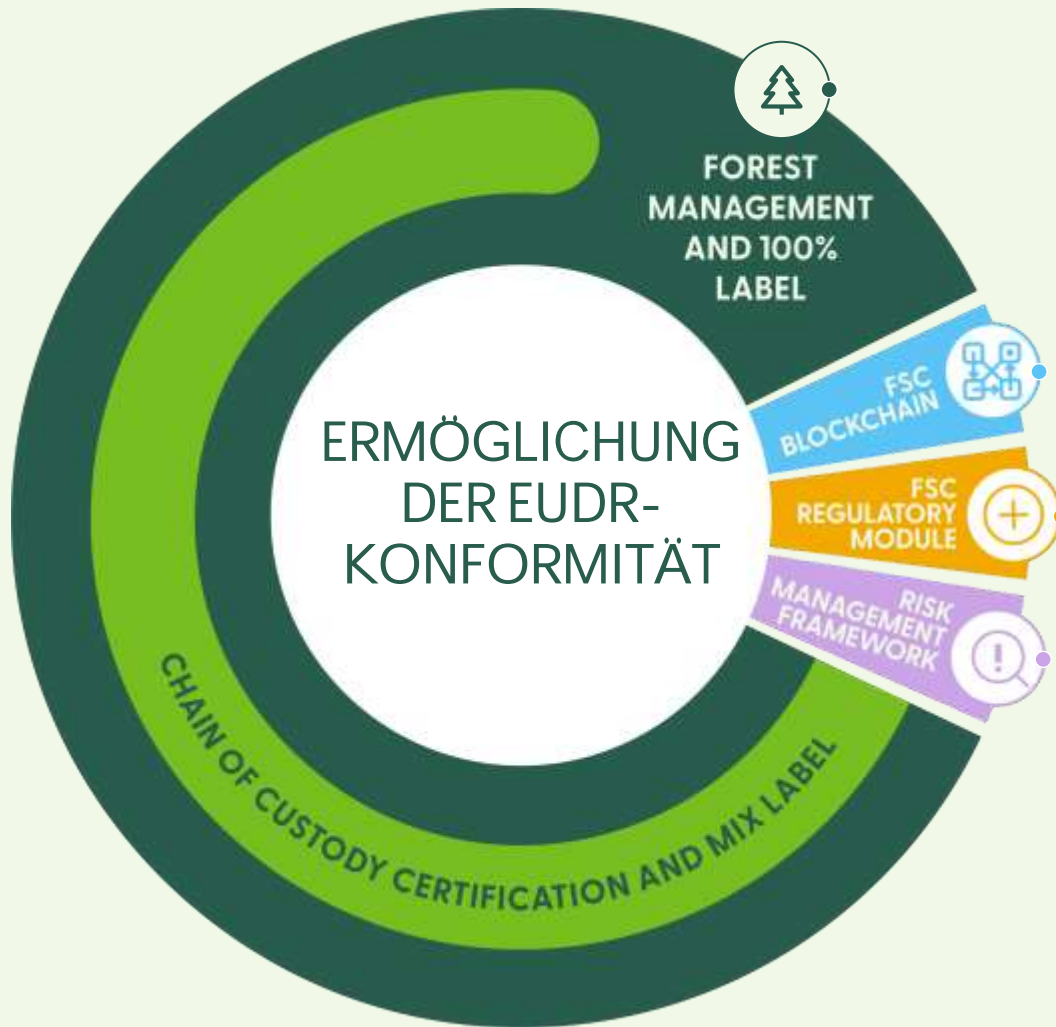 FOREST
MANAGEMENT
AND 100%
LABEL
FSC
BLOCKCHAIN
FSC
REGULATORY
MODULE
RISK
MANAGEMENT
FRAMEWORK
ERMÖGLICHUNG
DER EUDR-
KONFORMITÄT
CHAIN OF CUSTODY CERTIFICATION AND MIX LABEL